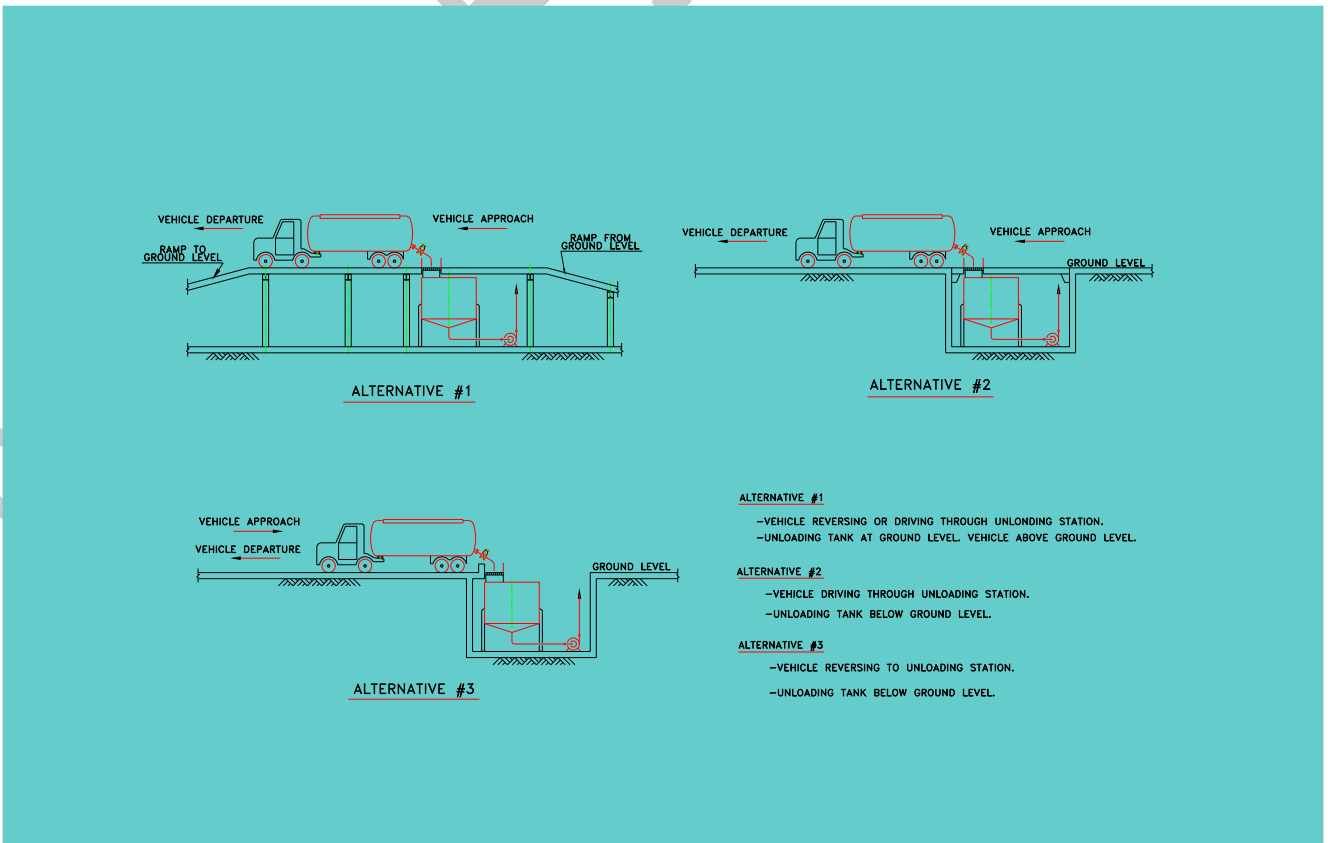 VEHICLE DEPARTURE
VEHICLE APPROACH
RAMP TO
GROUND LEVEL
RAMP FROM
GROUND LEVEL
ALTERNATIVE #1
VEHICLE DEPARTURE
VEHICLE APPROACH
GROUND LEVEL
ALTERNATIVE #2
VEHICLE APPROACH
VEHICLE DEPARTURE
GROUND LEVEL
ALTERNATIVE #3
ALTERNATIVE #1
-VEHICLE REVERSING OR DRIVING THROUGH UNLONDING STATION.
-UNLOADING TANK AT GROUND LEVEL. VEHICLE ABOVE GROUND LEVEL.
ALTERNATIVE #2
-VEHICLE DRIVING THROUGH UNLOADING STATION.
-UNLOADING TANK BELOW GROUND LEVEL.
ALTERNATIVE #3
-VEHICLE REVERSING TO UNLOADING STATION.
-UNLOADING TANK BELOW GROUND LEVEL.